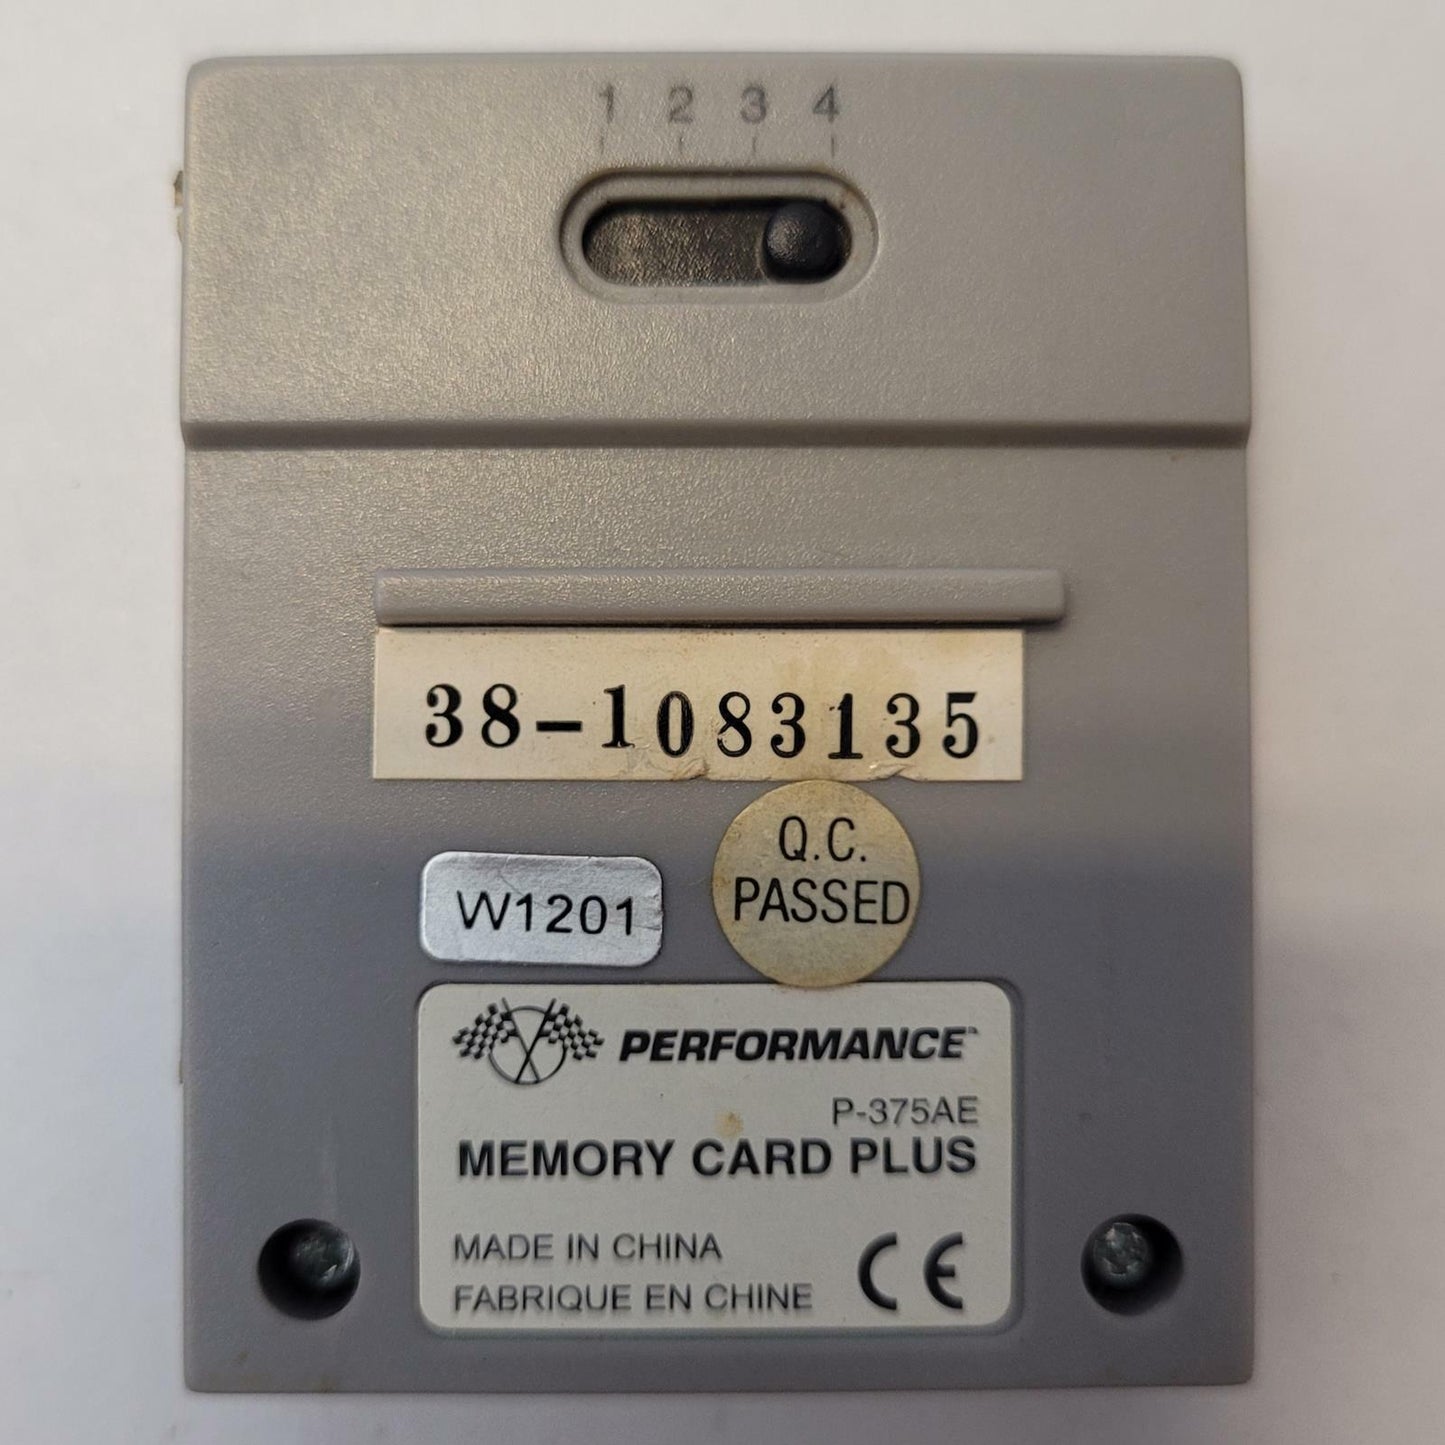 1 2 3 4
38-1083135
Q.C.
PASSED
W1201
PERFORMANCE™
P-375AE
MEMORY CARD PLUS
MADE IN CHINA
FABRIQUE EN CHINE
CE